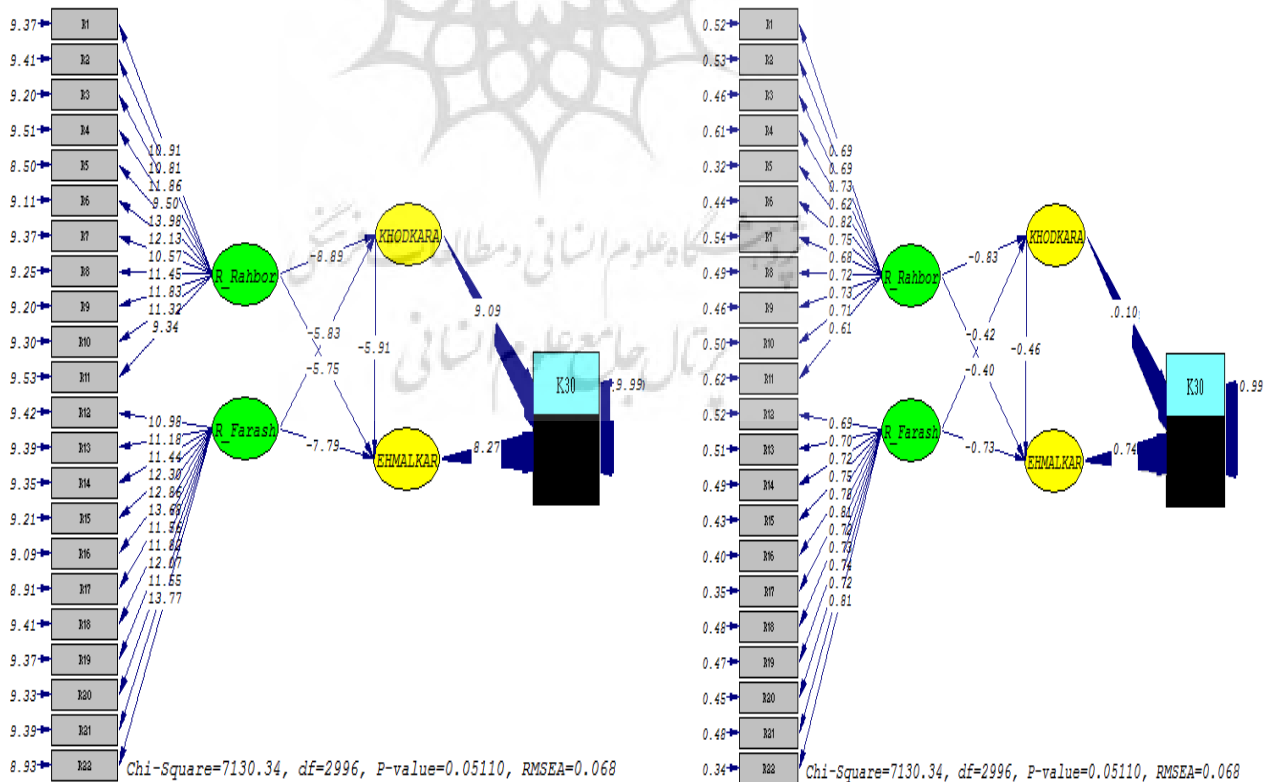 9.37 R1
9.41 R2
9.20 R3
9.51 R4
8.50 R5
9.11 R6
9.37 R7
9.25 R8
9.20 R9
9.30 R10
9.53 R11
9.42 R12
9.39 R13
9.35 R14
9.21 R15
9.09 R16
8.91 R17
9.41 R18
9.37 R19
9.33 R20
9.39 R21
8.93 R22
10.91
10.81
11.86
9.50
13.98
12.13
10.57
11.45
11.83
11.32
9.34
10.98
11.18
11.44
12.30
12.86
11.55
13.77
R_Rahbor
R_Farash
-8.89
-5.83
-5.75
-7.79
-5.91
KHODKARA
EHMALKAR
9.09
8.27
K30
9.99
Chi-Square=7130.34, df=2996, P-value=0.05110, RMSEA=0.068
0.52 R1
0.53 R2
0.46 R3
0.61 R4
0.32 R5
0.44 R6
0.54 R7
0.49 R8
0.46 R9
0.50 R10
0.62 R11
0.52 R12
0.51 R13
0.49 R14
0.43 R15
0.40 R16
0.35 R17
0.48 R18
0.47 R19
0.45 R20
0.48 R21
0.34 R22
0.69
0.69
0.73
0.62
0.82
0.75
0.68
0.72
0.73
0.71
0.61
0.69
0.70
0.72
0.75
0.78
0.81
0.72
0.73
0.74
0.72
0.81
R_Rahbor
R_Farash
-0.83
-0.42
-0.40
-0.73
-0.46
KHODKARA
EHMALKAR
0.10
0.74
K30
0.99
Chi-Square=7130.34, df=2996, P-value=0.05110, RMSEA=0.068
پژوهشگاه علوم انسانی و مطالعات فرهنگی
پرتال جامع علوم انسانی